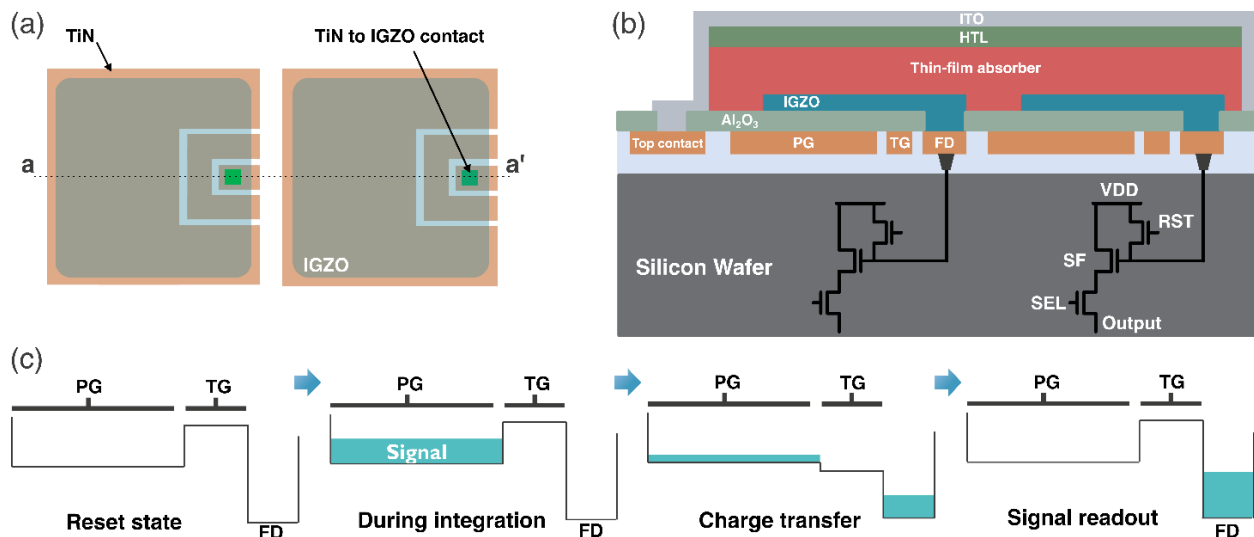 (a)
TiN
TiN to IGZO contact
a
a'
IGZO
(b)
ITO
HTL
Thin-film absorber
IGZO
Al₂O₃
Top contact
PG
TG
FD
VDD
RST
Silicon Wafer
SF
SEL
Output
(c)
PG
TG
PG
TG
PG
TG
PG
TG
Signal
Reset state
FD
During integration
FD
Charge transfer
Signal readout
FD